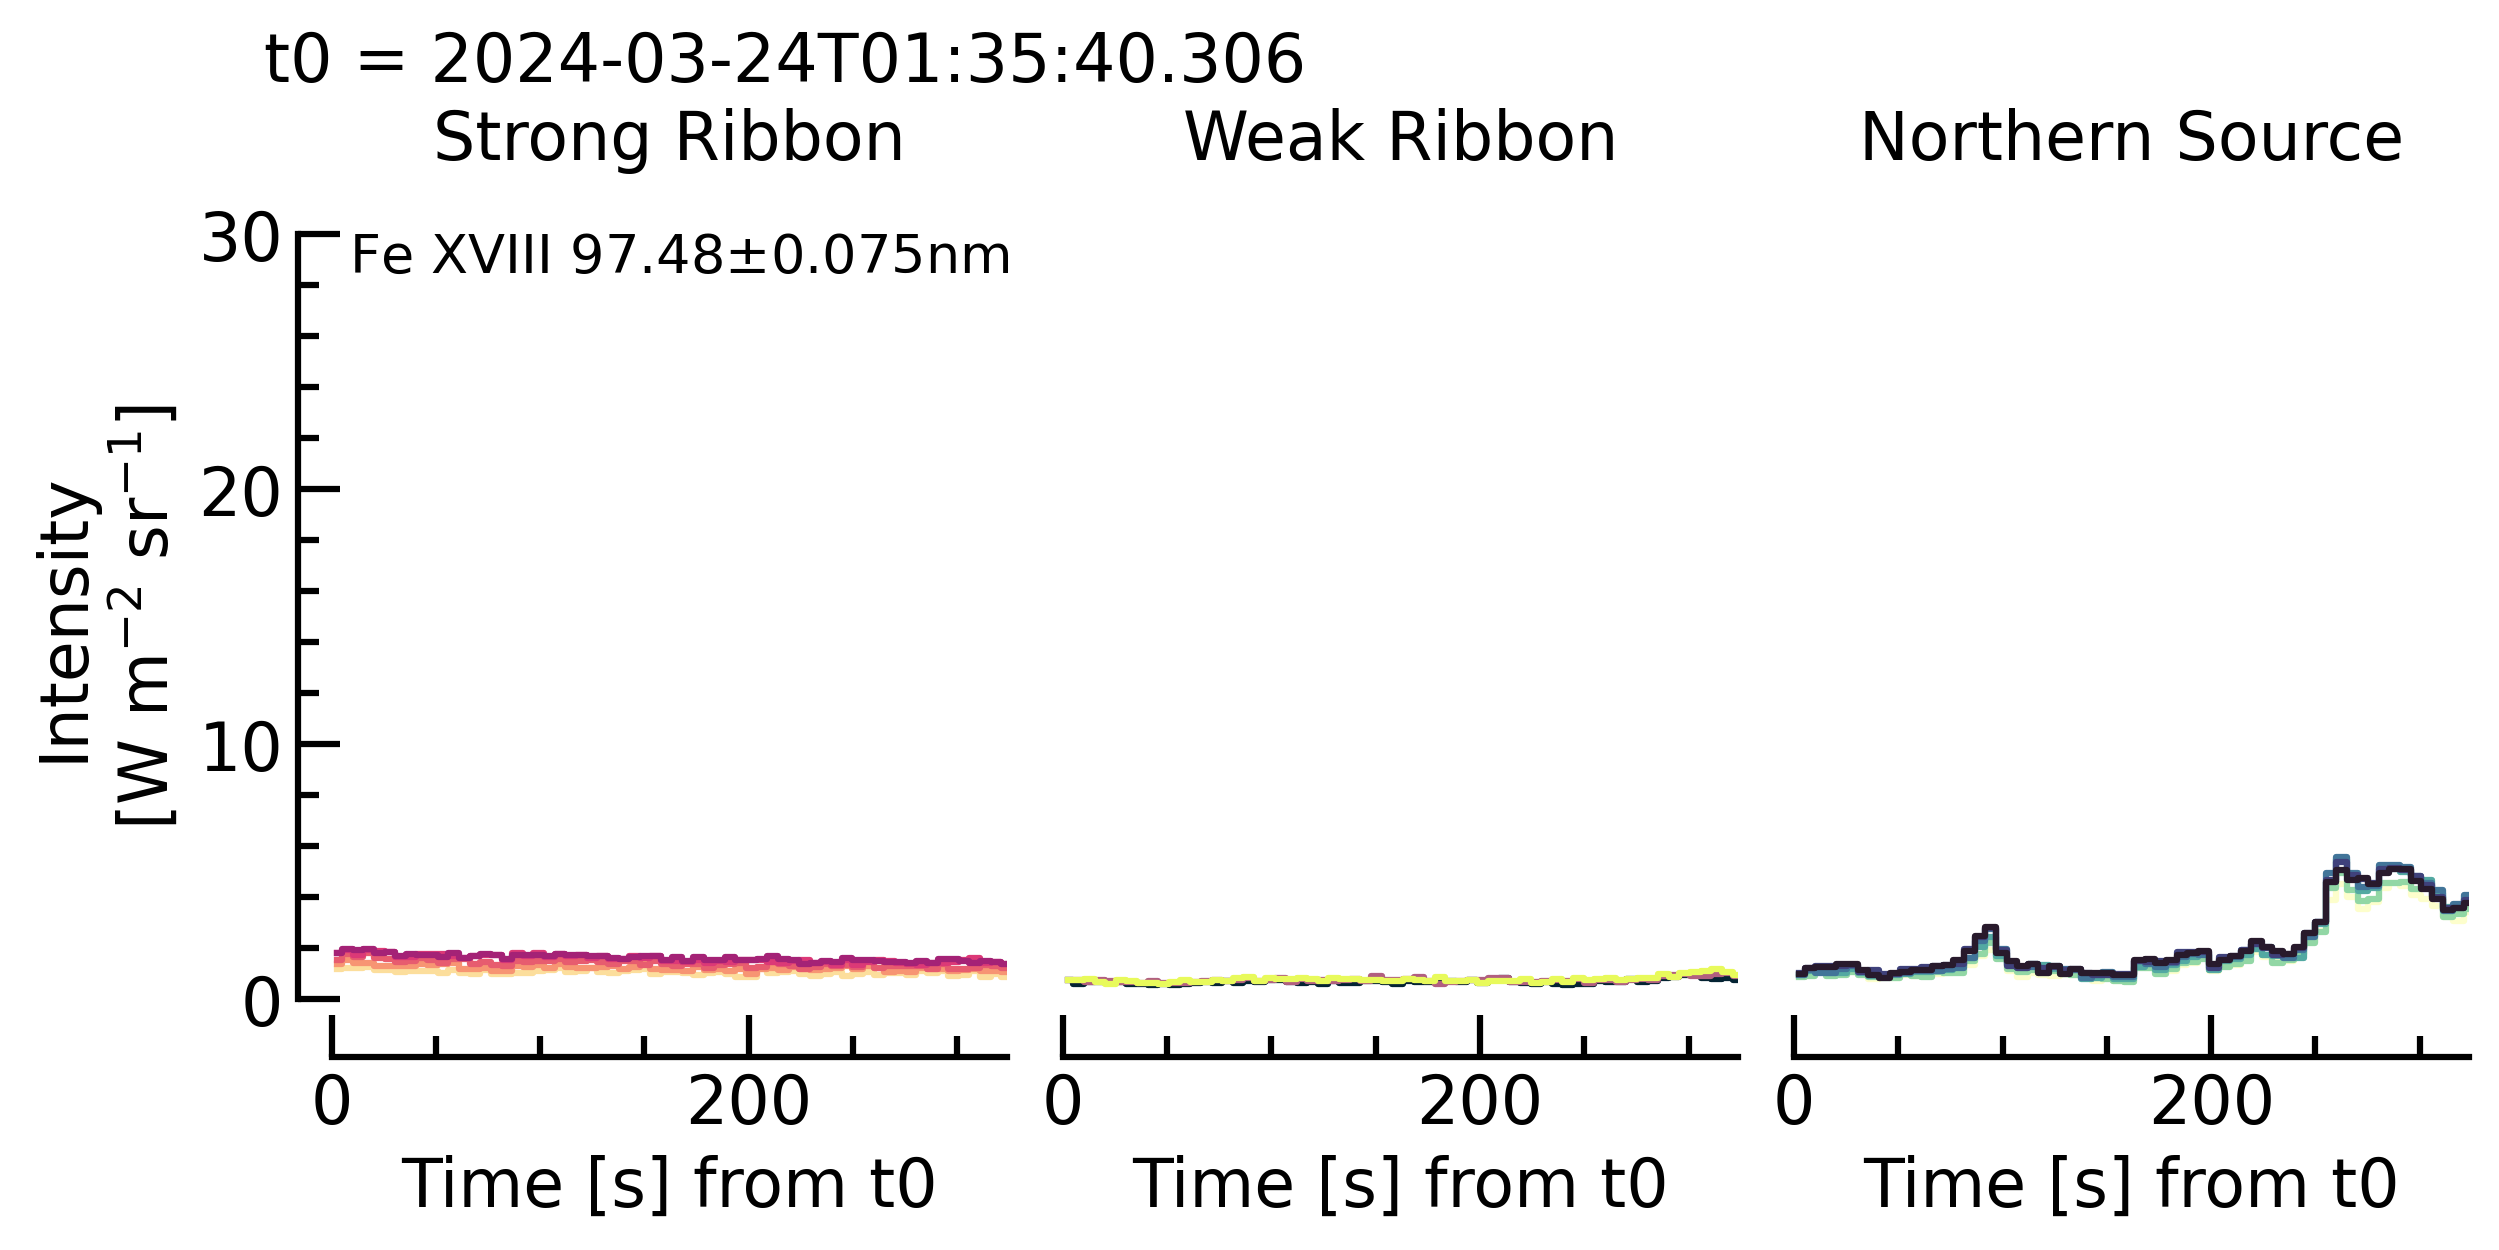 t0 = 2024-03-24T01:35:40.306
Strong Ribbon
Weak Ribbon
Northern Source
Fe XVIII 97.48±0.075nm
Intensity
[W m⁻² sr⁻¹]
30
20
10
0
0
200
0
200
0
200
Time [s] from t0
Time [s] from t0
Time [s] from t0